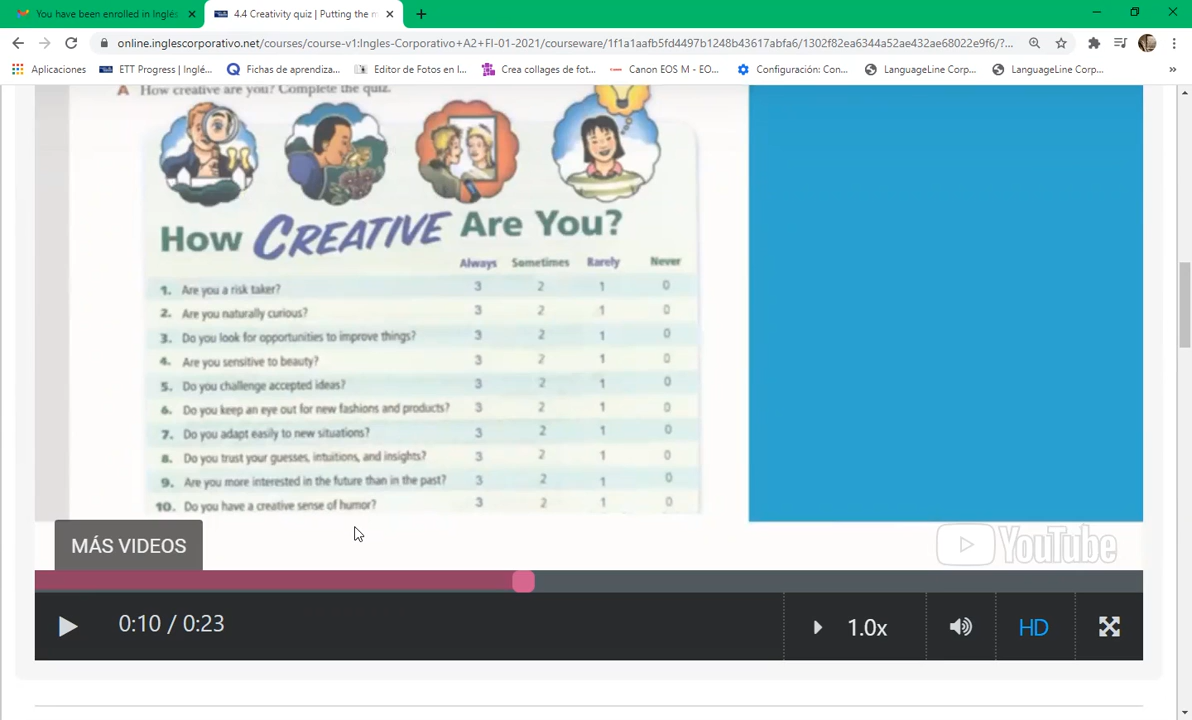 You have been enrolled in Inglés
4.4 Creativity quiz | Putting the m
online.inglescorporativo.net/courses/course-v1:Ingles-Corporativo+A2+FI-01-2021/courseware/1f1a1aafb5fd4497b1248b43617abfa6/1302f82ea6344a52ae432ae68022e9f6/?...
Aplicaciones ETT Progress | Inglé... Fichas de aprendiza... Editor de Fotos en l... Crea collages de fot... Canon EOS M - EO... Configuración: Con... LanguageLine Corp... LanguageLine Corp... »
A How creative are you? Complete the quiz.
How CREATIVE Are You?
Always Sometimes Rarely Never
1. Are you a risk taker? 3 2 1 0
2. Are you naturally curious? 3 2 1 0
3. Do you look for opportunities to improve things? 3 2 1 0
4. Are you sensitive to beauty? 3 2 1 0
5. Do you challenge accepted ideas? 3 2 1 0
6. Do you keep an eye out for new fashions and products? 3 2 1 0
7. Do you adapt easily to new situations? 3 2 1 0
8. Do you trust your guesses, intuitions, and insights? 3 2 1 0
9. Are you more interested in the future than in the past? 3 2 1 0
10. Do you have a creative sense of humor? 3 2 1 0
MÁS VIDEOS
YouTube
0:10 / 0:23
1.0x
HD